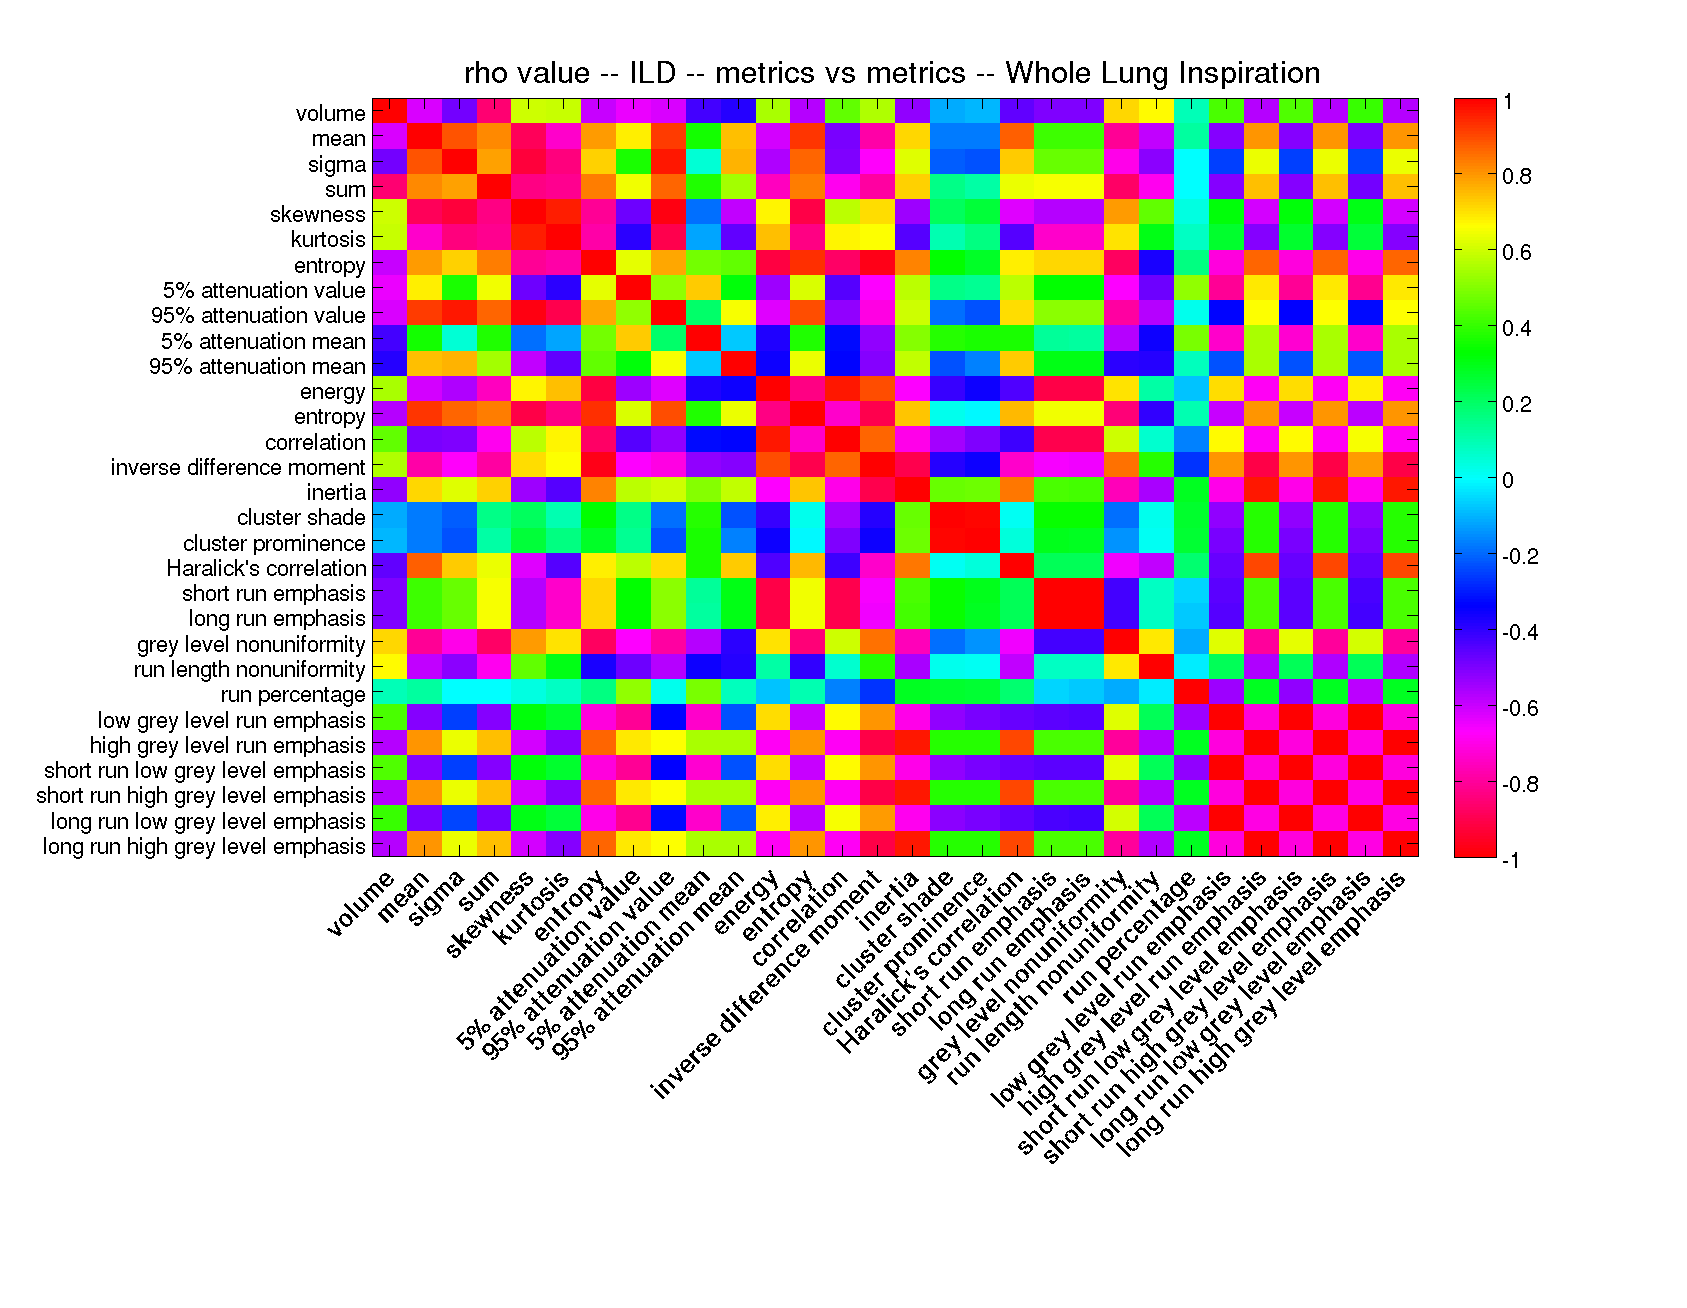 rho value -- ILD -- metrics vs metrics -- Whole Lung Inspiration
volume
mean
sigma
sum
skewness
kurtosis
entropy
5% attenuation value
95% attenuation value
5% attenuation mean
95% attenuation mean
energy
entropy
correlation
inverse difference moment
inertia
cluster shade
cluster prominence
Haralick's correlation
short run emphasis
long run emphasis
grey level nonuniformity
run length nonuniformity
run percentage
low grey level run emphasis
high grey level run emphasis
short run low grey level emphasis
short run high grey level emphasis
long run low grey level emphasis
long run high grey level emphasis
1
0.8
0.6
0.4
0.2
0
-0.2
-0.4
-0.6
-0.8
-1
volume
mean
sigma
sum
skewness
kurtosis
entropy
5% attenuation value
95% attenuation value
5% attenuation mean
95% attenuation mean
energy
entropy
correlation
inverse difference moment
inertia
cluster shade
cluster prominence
Haralick's correlation
short run emphasis
long run emphasis
grey level nonuniformity
run length nonuniformity
run percentage
low grey level run emphasis
high grey level run emphasis
short run low grey level emphasis
short run high grey level emphasis
long run low grey level emphasis
long run high grey level emphasis